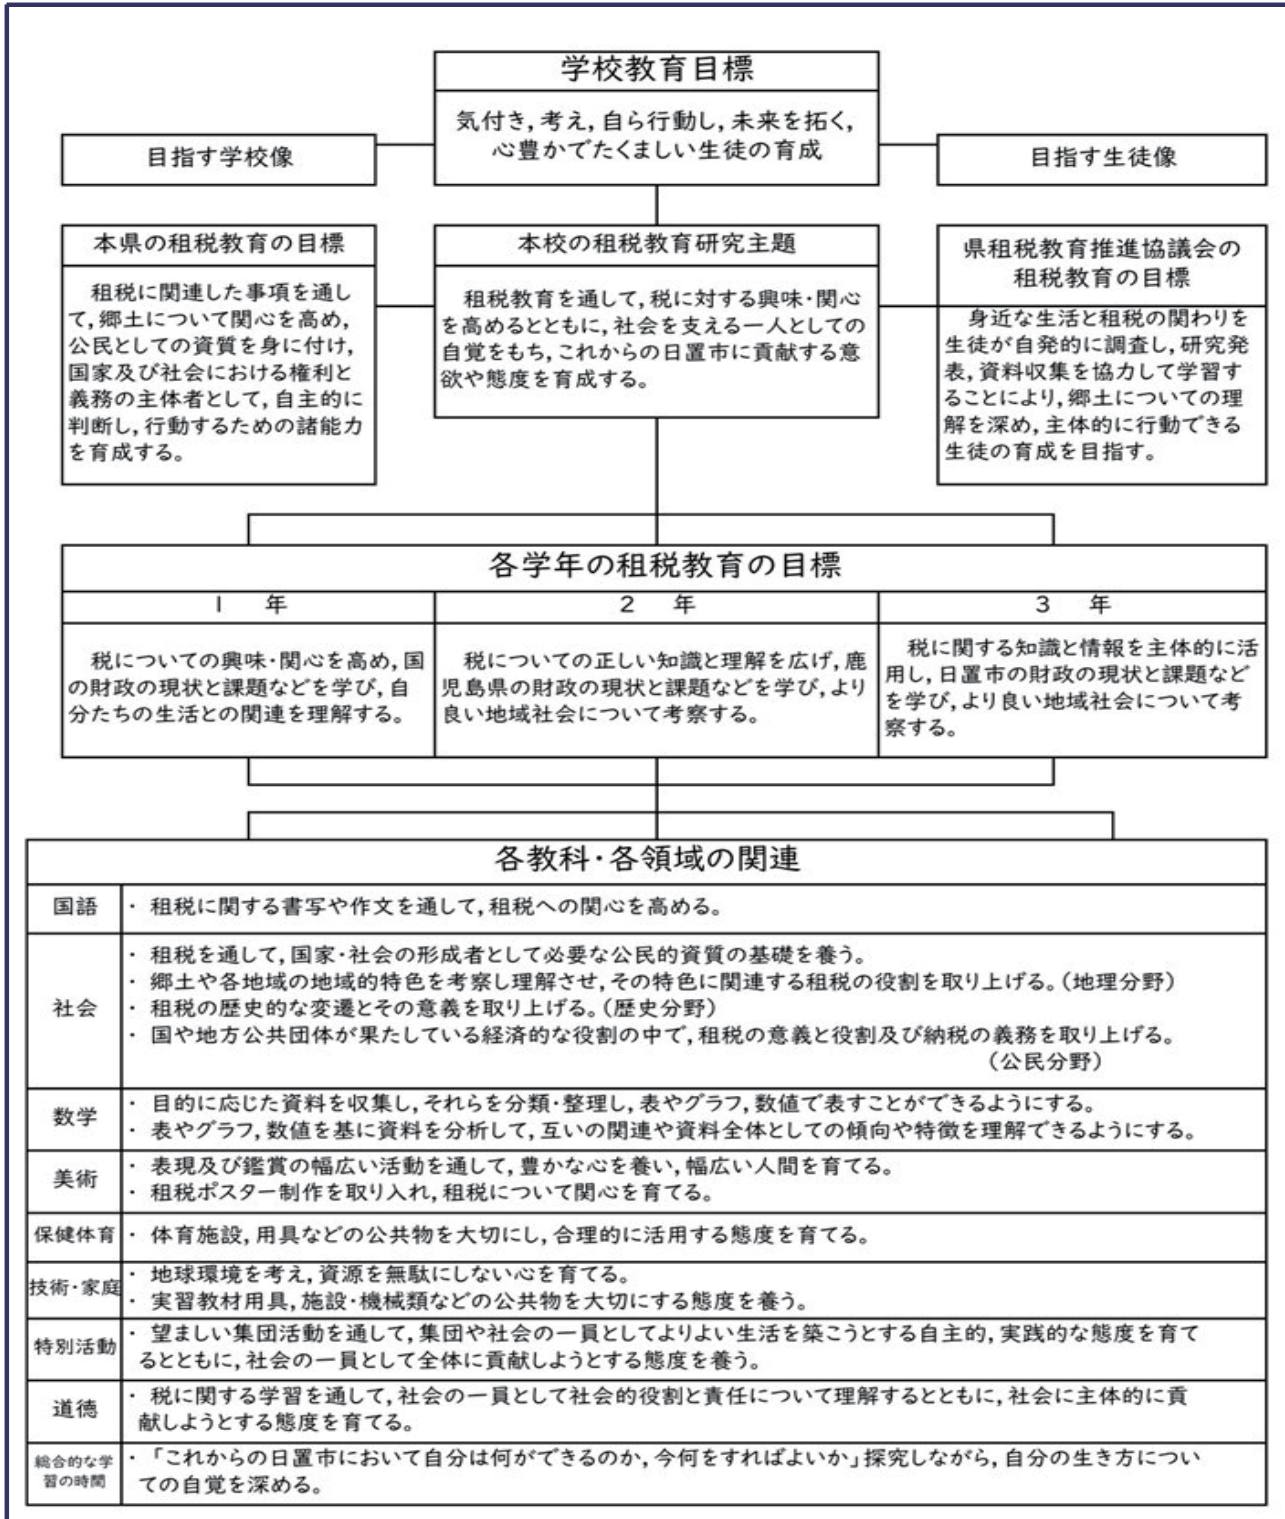 学校教育目標
気付き,考え,自ら行動し,未来を拓く,
心豊かでたくましい生徒の育成
目指す学校像
目指す生徒像
本県の租税教育の目標
租税に関連した事項を通し
て,郷土について関心を高め,
公民としての資質を身に付け,
国家及び社会における権利と
義務の主体者として,自主的に
判断し,行動するための諸能力
を育成する。
本校の租税教育研究主題
租税教育を通して,税に対する興味・関心
を高めるとともに,社会を支える一人としての
自覚をもち,これからの日置市に貢献する意
欲や態度を育成する。
県租税教育推進協議会の
租税教育の目標
身近な生活と租税の関わりを
生徒が自発的に調査し,研究発
表,資料収集を協力して学習す
ることにより,郷土についての理
解を深め,主体的に行動できる
生徒の育成を目指す。
各学年の租税教育の目標
1 年
税についての興味・関心を高め,国
の財政の現状と課題などを学び,自
分たちの生活との関連を理解する。
2 年
税についての正しい知識と理解を広げ,鹿
児島県の財政の現状と課題などを学び,より
良い地域社会について考察する。
3 年
税に関する知識と情報を主体的に活
用し,日置市の財政の現状と課題など
を学び,より良い地域社会について考
察する。
各教科・各領域の関連
国語
・ 租税に関する書写や作文を通して,租税への関心を高める。
社会
・ 租税を通して,国家・社会の形成者として必要な公民的資質の基礎を養う。
・ 郷土や各地域の地域的特色を考察し理解させ,その特色に関連する租税の役割を取り上げる。(地理分野)
・ 租税の歴史的な変遷とその意義を取り上げる。(歴史分野)
・ 国や地方公共団体が果たしている経済的な役割の中で,租税の意義と役割及び納税の義務を取り上げる。
(公民分野)
数学
・ 目的に応じた資料を収集し,それらを分類・整理し,表やグラフ,数値で表すことができるようにする。
・ 表やグラフ,数値を基に資料を分析して,互いの関連や資料全体としての傾向や特徴を理解できるようにする。
美術
・ 表現及び鑑賞の幅広い活動を通して,豊かな心を養い,幅広い人間を育てる。
・ 租税ポスター制作を取り入れ,租税について関心を育てる。
保健体育
・ 体育施設,用具などの公共物を大切にし,合理的に活用する態度を育てる。
技術・家庭
・ 地球環境を考え,資源を無駄にしない心を育てる。
・ 実習教材用具,施設・機械類などの公共物を大切にする態度を養う。
特別活動
・ 望ましい集団活動を通して,集団や社会の一員としてよりよい生活を築こうとする自主的,実践的な態度を育て
るとともに,社会の一員として全体に貢献しようとする態度を養う。
道徳
・ 税に関する学習を通して,社会の一員として社会的役割と責任について理解するとともに,社会に主体的に貢
献しようとする態度を育てる。
総合的な学
習の時間
・ 「これからの日置市において自分は何ができるのか,今何をすればよいか」探究しながら,自分の生き方につい
ての自覚を深める。